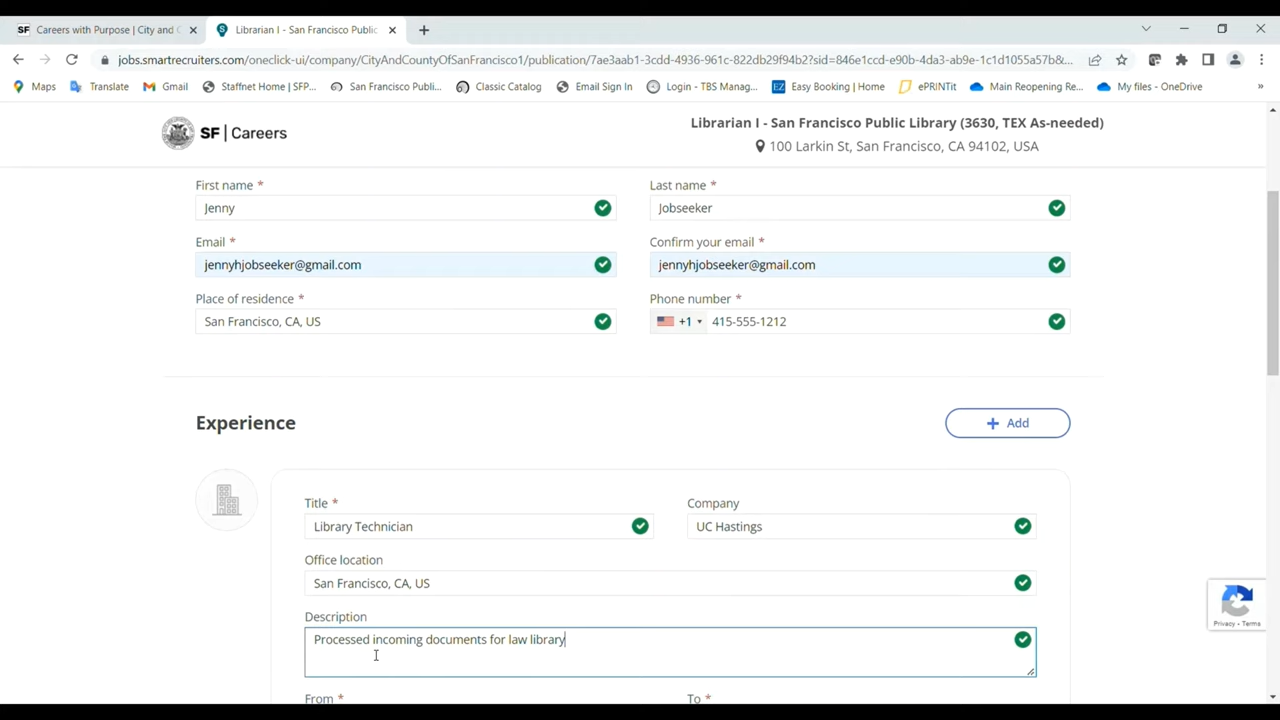 SF Careers with Purpose | City and C
Librarian I - San Francisco Public
jobs.smartrecruiters.com/oneclick-ui/company/CityAndCountyOfSanFrancisco1/publication/7ae3aab1-3cdd-4936-961c-822db29f94b2?sid=846e1ccd-e90b-4da3-ab9e-1c1d1055a57b&...
Maps Translate Gmail Staffnet Home | SFP... San Francisco Publi... Classic Catalog Email Sign In Login - TBS Manag... EZ Easy Booking | Home ePRINTit Main Reopening Re... My files - OneDrive »
SF | Careers
Librarian I - San Francisco Public Library (3630, TEX As-needed)
100 Larkin St, San Francisco, CA 94102, USA
First name * Last name *
Jenny Jobseeker
Email * Confirm your email *
jennyhjobseeker@gmail.com jennyhjobseeker@gmail.com
Place of residence * Phone number *
San Francisco, CA, US +1 415-555-1212
Experience + Add
Title * Company
Library Technician UC Hastings
Office location
San Francisco, CA, US
Description
Processed incoming documents for law library
Privacy - Terms
From * To *